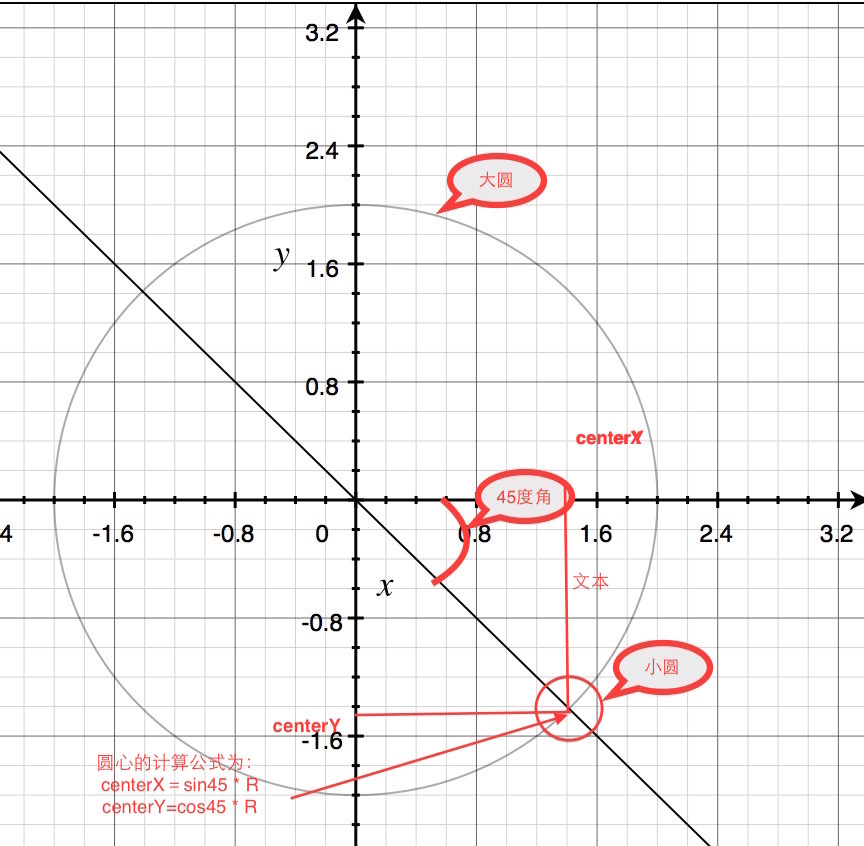 3.2
大圆
2.4
y
1.6
0.8
centerX
45度角
4
-1.6
-0.8
0
0.8
1.6
2.4
3.2
文本
x
-0.8
小圆
centerY
-1.6
圆心的计算公式为：
centerX = sin45 * R
centerY=cos45 * R